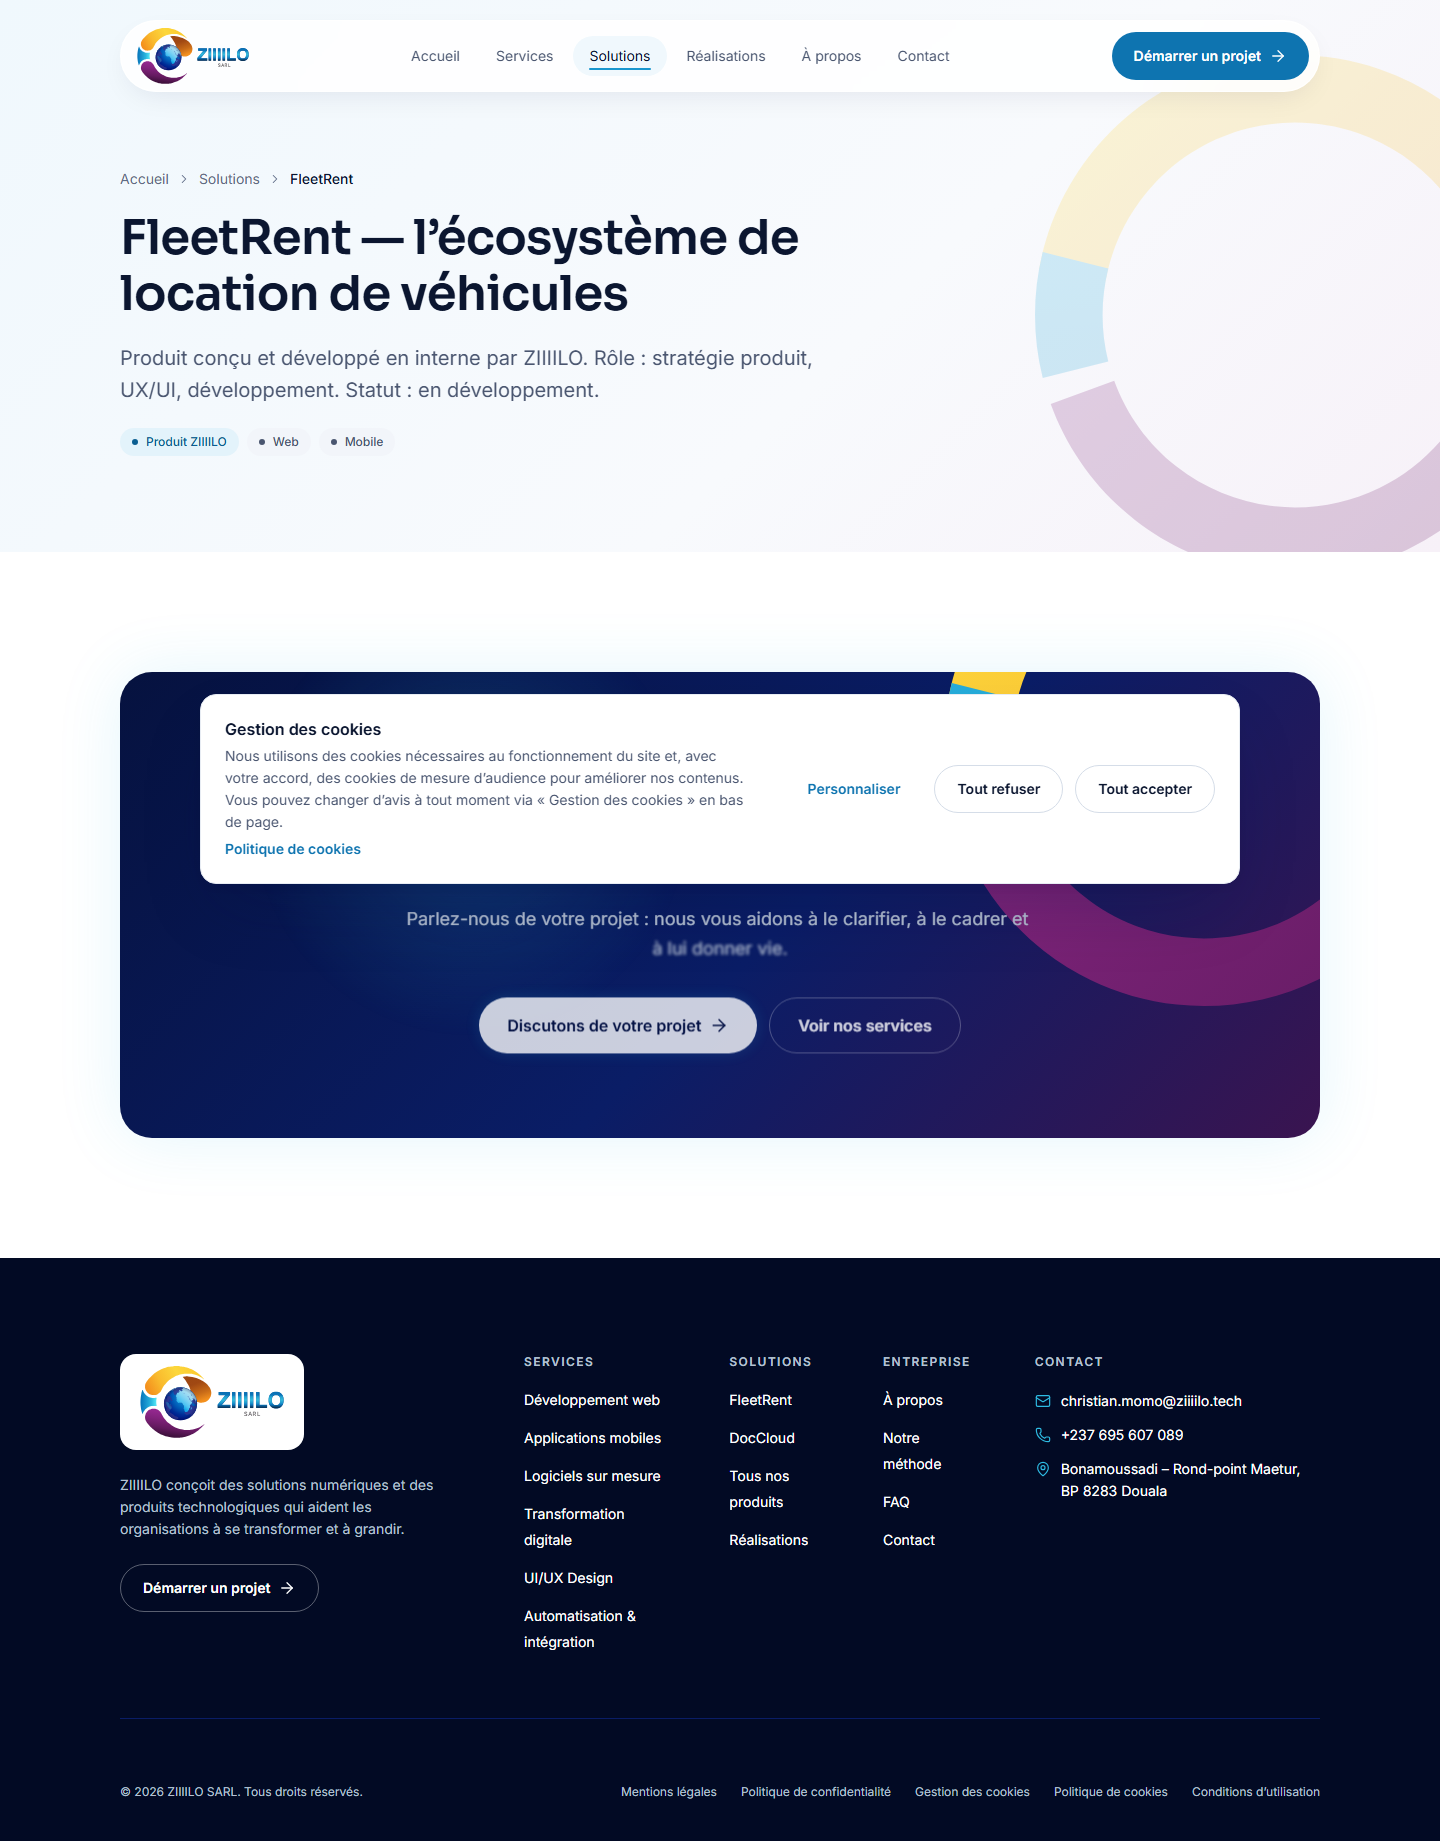 ZIIIILO
SARL
Accueil
Services
Solutions
Réalisations
À propos
Contact
Démarrer un projet
Accueil
Solutions
FleetRent
FleetRent — l’écosystème de
location de véhicules
Produit conçu et développé en interne par ZIIIILO. Rôle : stratégie produit,
UX/UI, développement. Statut : en développement.
Produit ZIIIILO
Web
Mobile
Gestion des cookies
Nous utilisons des cookies nécessaires au fonctionnement du site et, avec
votre accord, des cookies de mesure d’audience pour améliorer nos contenus.
Vous pouvez changer d’avis à tout moment via « Gestion des cookies » en bas
de page.
Politique de cookies
Personnaliser
Tout refuser
Tout accepter
Parlez-nous de votre projet : nous vous aidons à le clarifier, à le cadrer et
à lui donner vie.
Discutons de votre projet
Voir nos services
ZIIIILO
SARL
ZIIIILO conçoit des solutions numériques et des
produits technologiques qui aident les
organisations à se transformer et à grandir.
Démarrer un projet
SERVICES
Développement web
Applications mobiles
Logiciels sur mesure
Transformation
digitale
UI/UX Design
Automatisation &
intégration
SOLUTIONS
FleetRent
DocCloud
Tous nos
produits
Réalisations
ENTREPRISE
À propos
Notre
méthode
FAQ
Contact
CONTACT
christian.momo@ziiiilo.tech
+237 695 607 089
Bonamoussadi – Rond-point Maetur,
BP 8283 Douala
© 2026 ZIIIILO SARL. Tous droits réservés.
Mentions légales
Politique de confidentialité
Gestion des cookies
Politique de cookies
Conditions d’utilisation